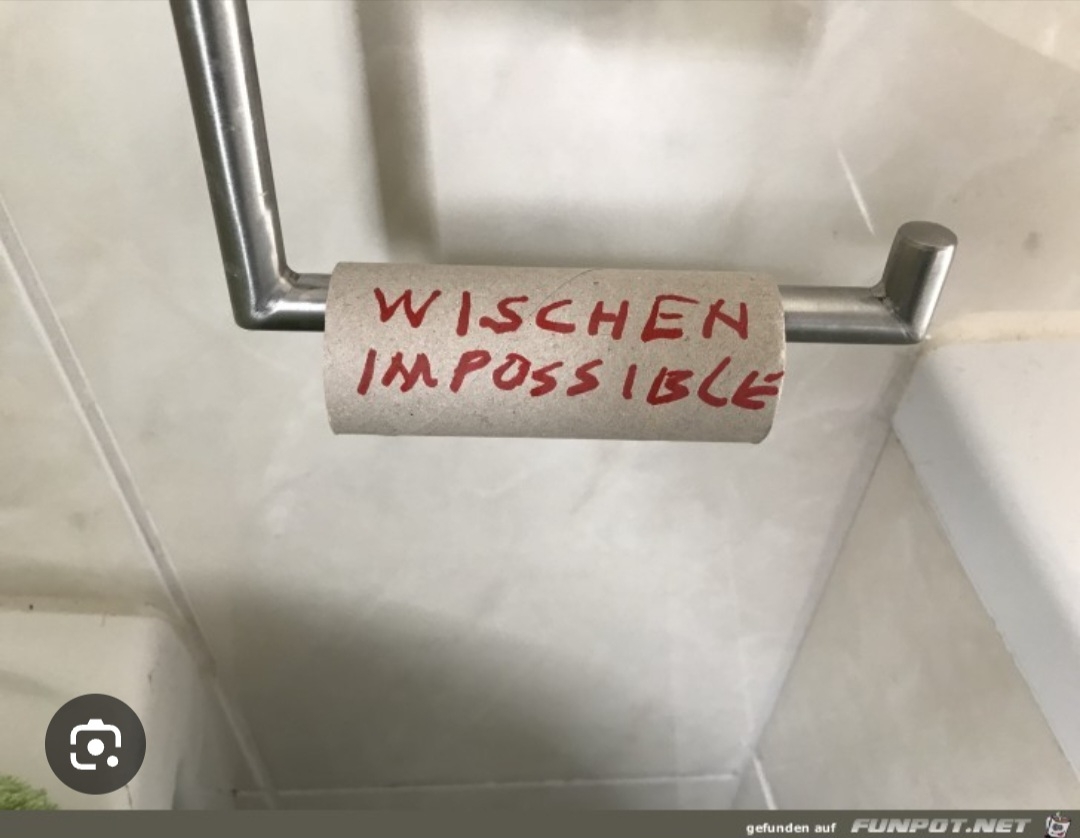 WISCHEN
IMPOSSIBLE
gefunden auf FUNPOT.NET